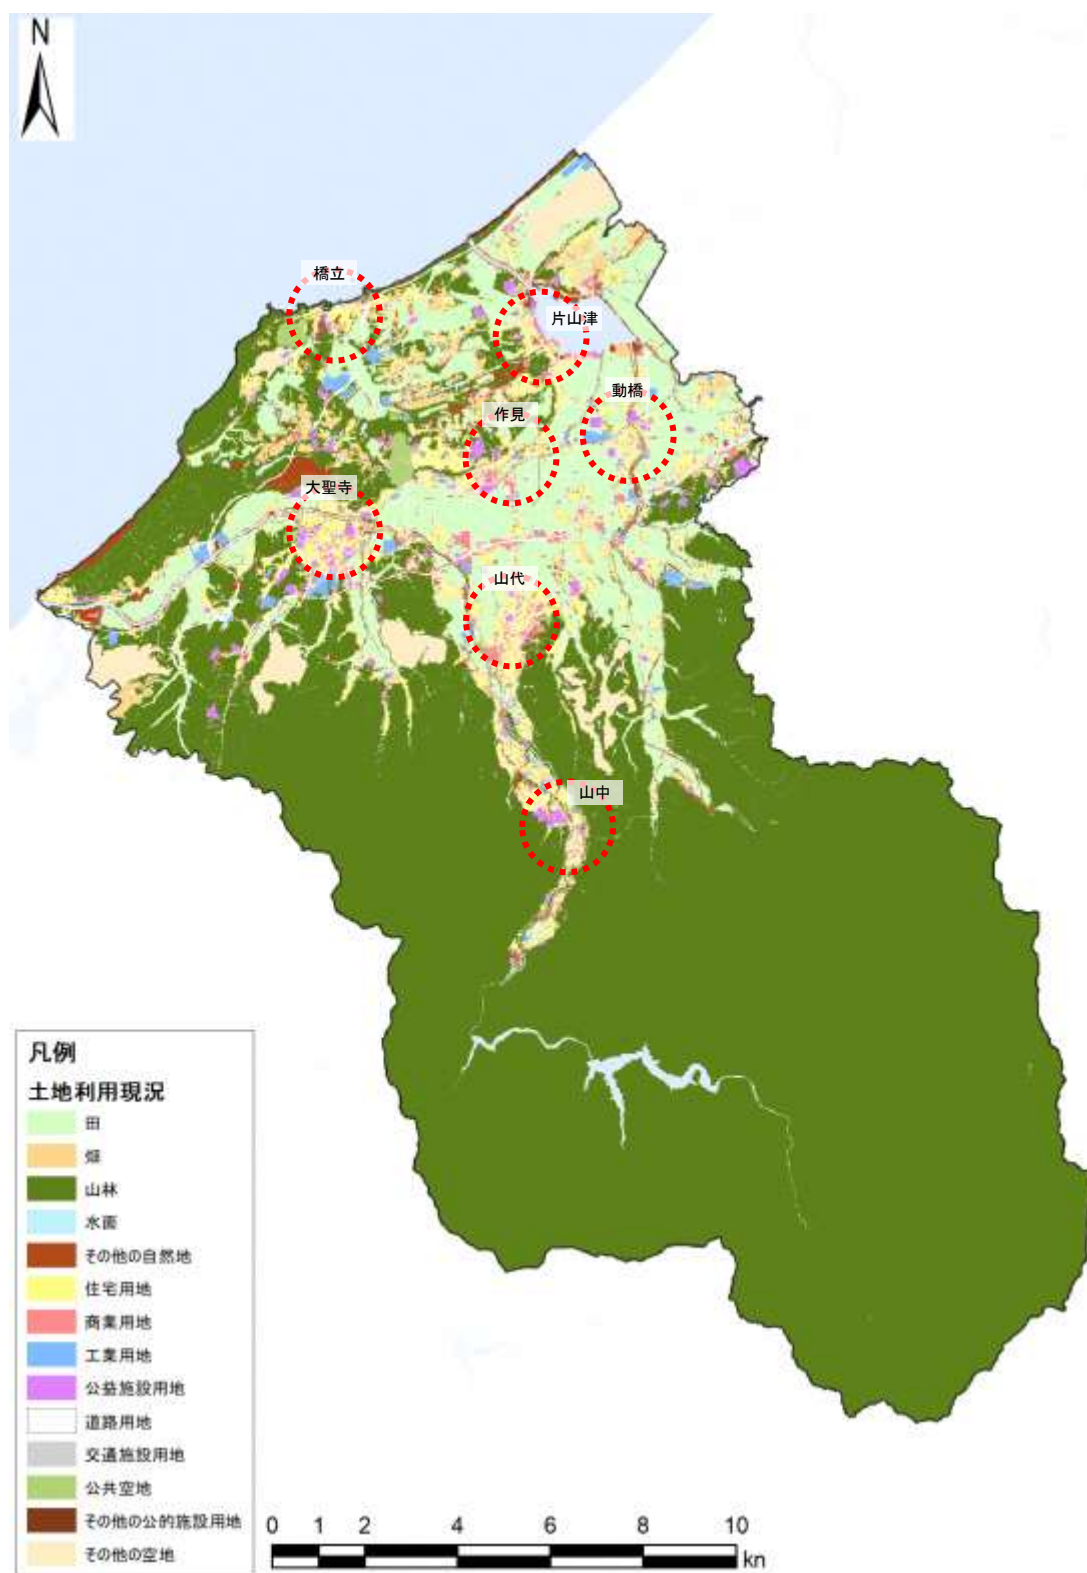 N
橋立
片山津
動橋
作見
大聖寺
山代
山中
凡例
土地利用現況
田
畑
山林
水面
その他の自然地
住宅用地
商業用地
工業用地
公益施設用地
道路用地
交通施設用地
公共空地
その他の公的施設用地
その他の空地
0 1 2 4 6 8 10
kn